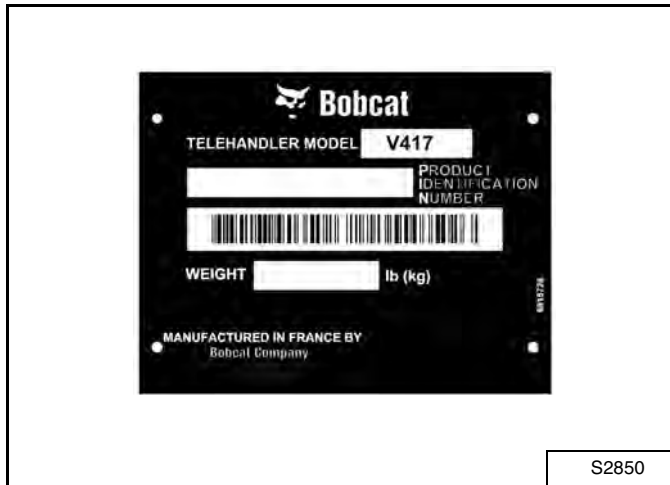 Bobcat
TELEHANDLER MODEL V417
PRODUCT
IDENTIFICATION
NUMBER
WEIGHT lb (kg)
MANUFACTURED IN FRANCE BY
Bobcat Company
S2850